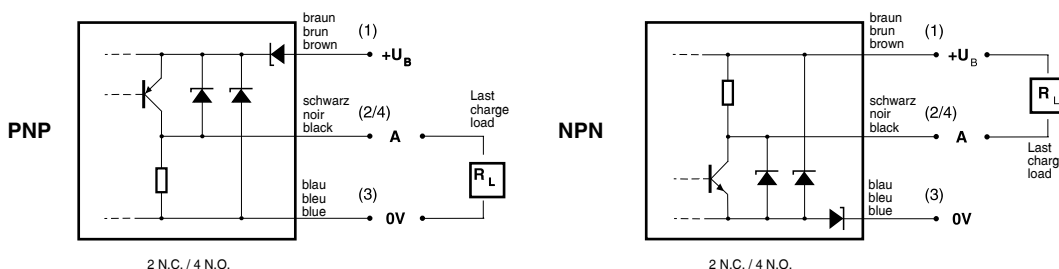 PNP
braun
brun
brown
(1)
+UB
schwarz
noir
black
(2/4)
A
Last
charge
load
RL
blau
bleu
blue
(3)
0V
2 N.C. / 4 N.O.
NPN
braun
brun
brown
(1)
+UB
RL
schwarz
noir
black
(2/4)
A
Last
charge
load
blau
bleu
blue
(3)
0V
2 N.C. / 4 N.O.